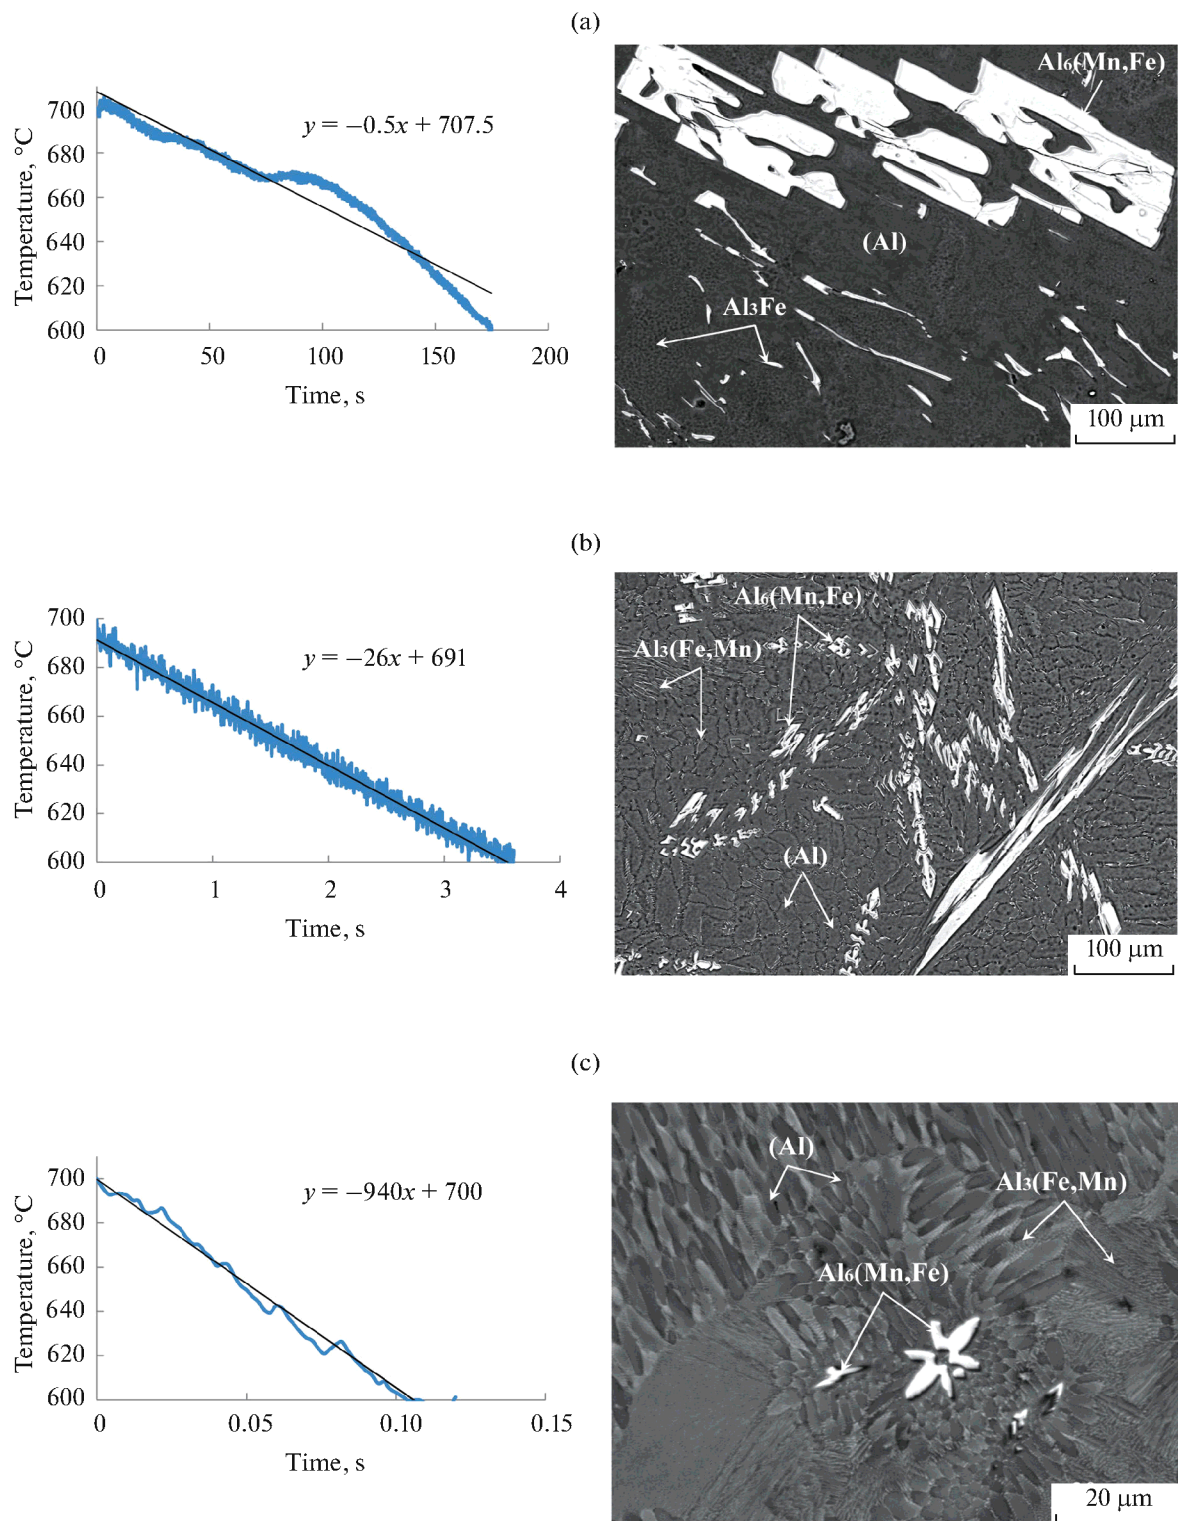 (a)
700
680
660
640
620
600
Temperature, °C
y = –0.5x + 707.5
0 50 100 150 200
Time, s
Al₆(Mn,Fe)
(Al)
Al₃Fe
100 µm
(b)
700
680
660
640
620
600
Temperature, °C
y = –26x + 691
0 1 2 3 4
Time, s
Al₆(Mn,Fe)
Al₃(Fe,Mn)
(Al)
100 µm
(c)
700
680
660
640
620
600
Temperature, °C
y = –940x + 700
0 0.05 0.10 0.15
Time, s
(Al)
Al₃(Fe,Mn)
Al₆(Mn,Fe)
20 µm